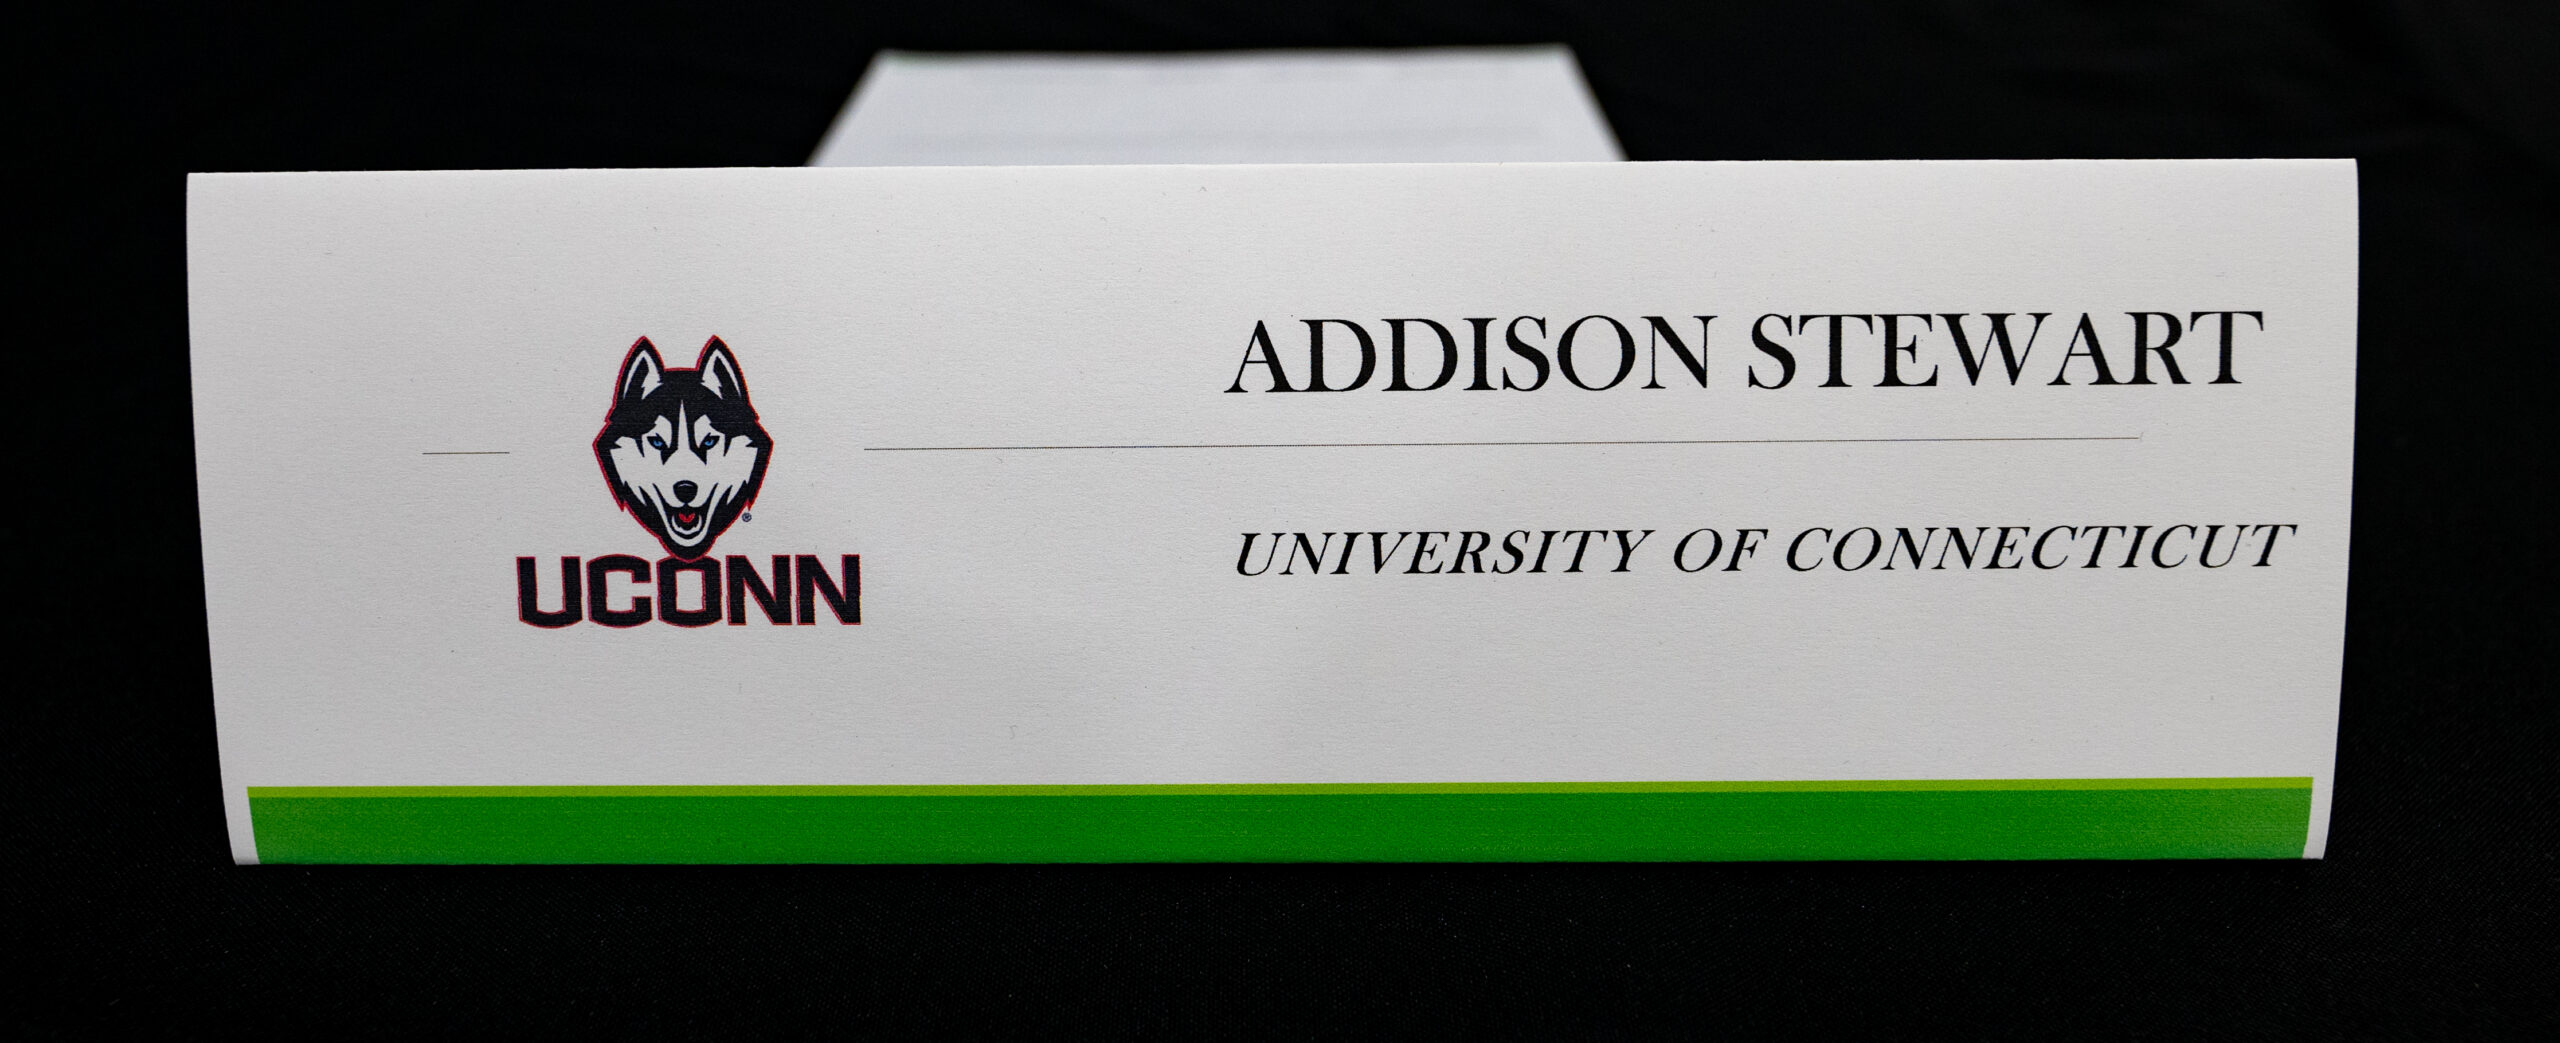 ADDISON STEWART
UNIVERSITY OF CONNECTICUT
UCONN